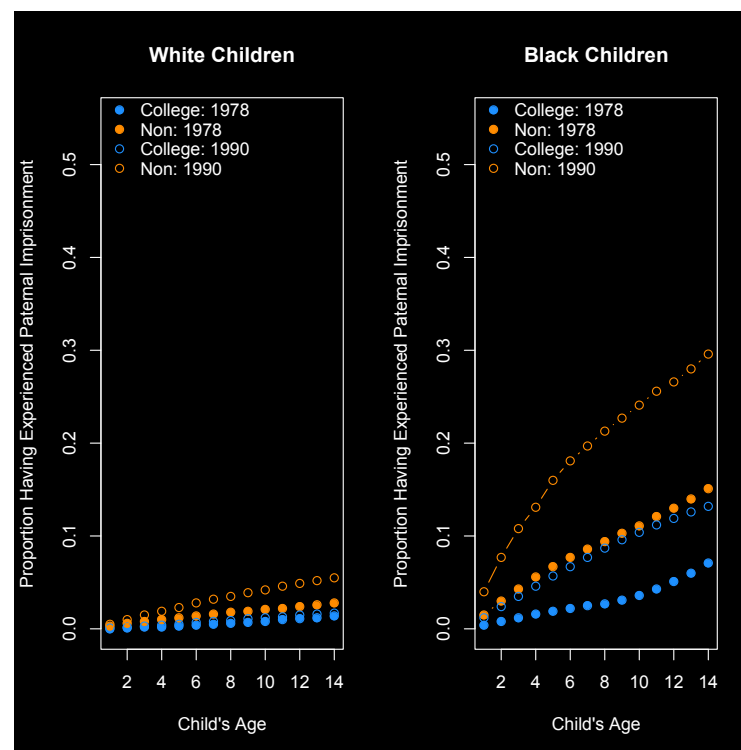 White Children
College: 1978
Non: 1978
College: 1990
Non: 1990
Proportion Having Experienced Paternal Imprisonment
0.5
0.4
0.3
0.2
0.1
0.0
2 4 6 8 10 12 14
Child's Age
Black Children
College: 1978
Non: 1978
College: 1990
Non: 1990
Proportion Having Experienced Paternal Imprisonment
0.5
0.4
0.3
0.2
0.1
0.0
2 4 6 8 10 12 14
Child's Age